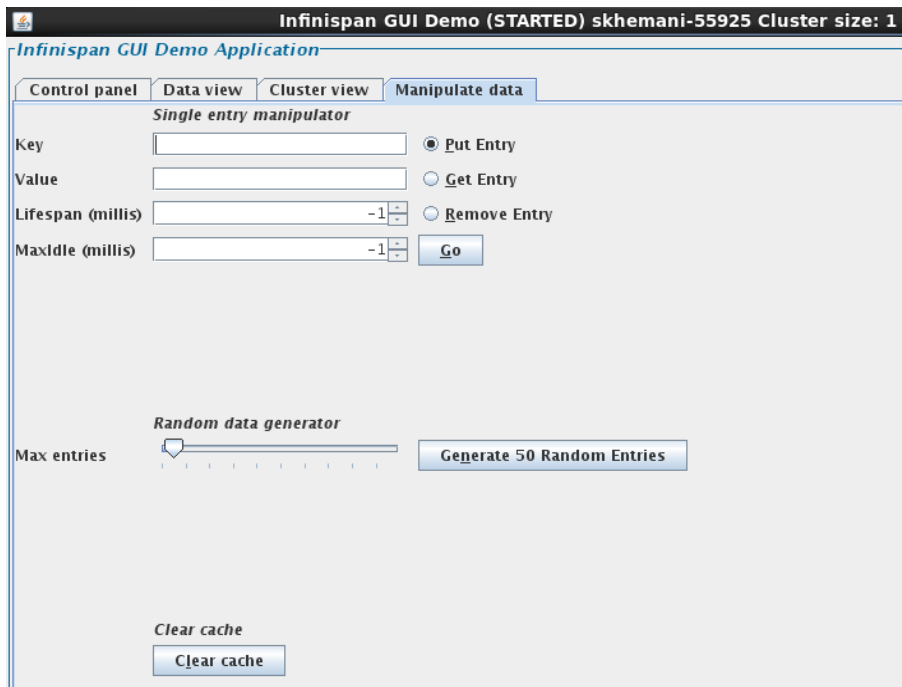 Infinispan GUI Demo (STARTED) skhemani-55925 Cluster size: 1
Infinispan GUI Demo Application
Control panel Data view Cluster view Manipulate data
Single entry manipulator
Key Put Entry
Value Get Entry
Lifespan (millis) -1 Remove Entry
MaxIdle (millis) -1 Go
Random data generator
Max entries Generate 50 Random Entries
Clear cache
Clear cache